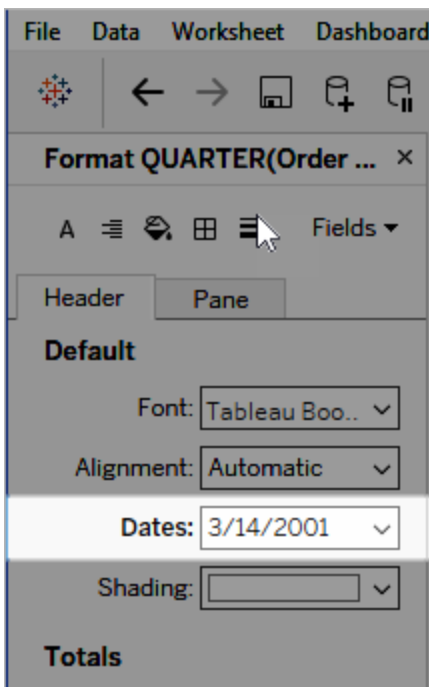 File Data Worksheet Dashboard
Format QUARTER(Order ... ×
A Fields
Header Pane
Default
Font: Tableau Boo..
Alignment: Automatic
Dates: 3/14/2001
Shading:
Totals